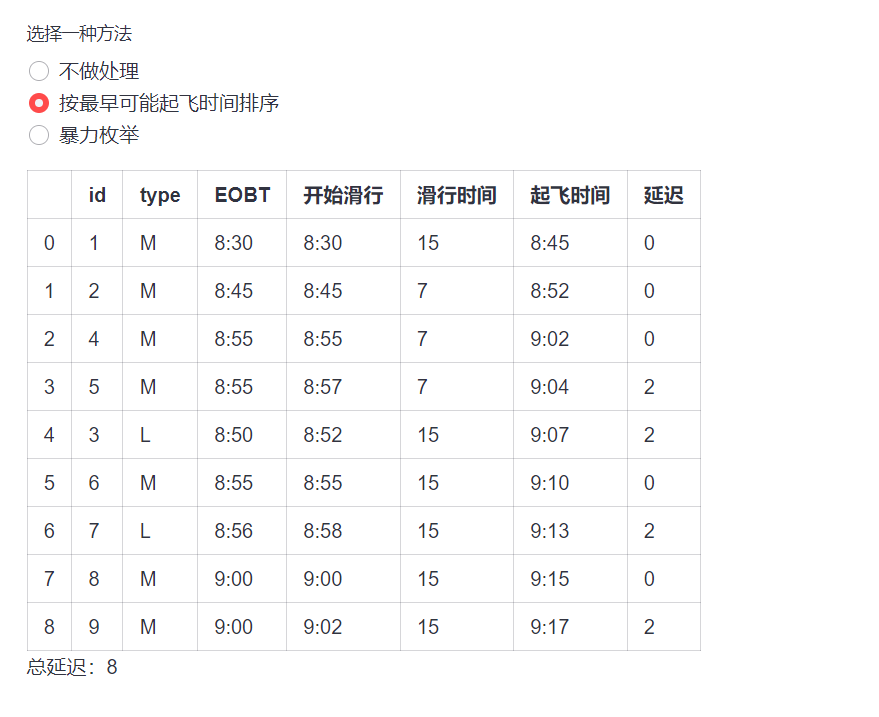 选择一种方法
不做处理
按最早可能起飞时间排序
暴力枚举
id type EOBT 开始滑行 滑行时间 起飞时间 延迟
0 1 M 8:30 8:30 15 8:45 0
1 2 M 8:45 8:45 7 8:52 0
2 4 M 8:55 8:55 7 9:02 0
3 5 M 8:55 8:57 7 9:04 2
4 3 L 8:50 8:52 15 9:07 2
5 6 M 8:55 8:55 15 9:10 0
6 7 L 8:56 8:58 15 9:13 2
7 8 M 9:00 9:00 15 9:15 0
8 9 M 9:00 9:02 15 9:17 2
总延迟：8